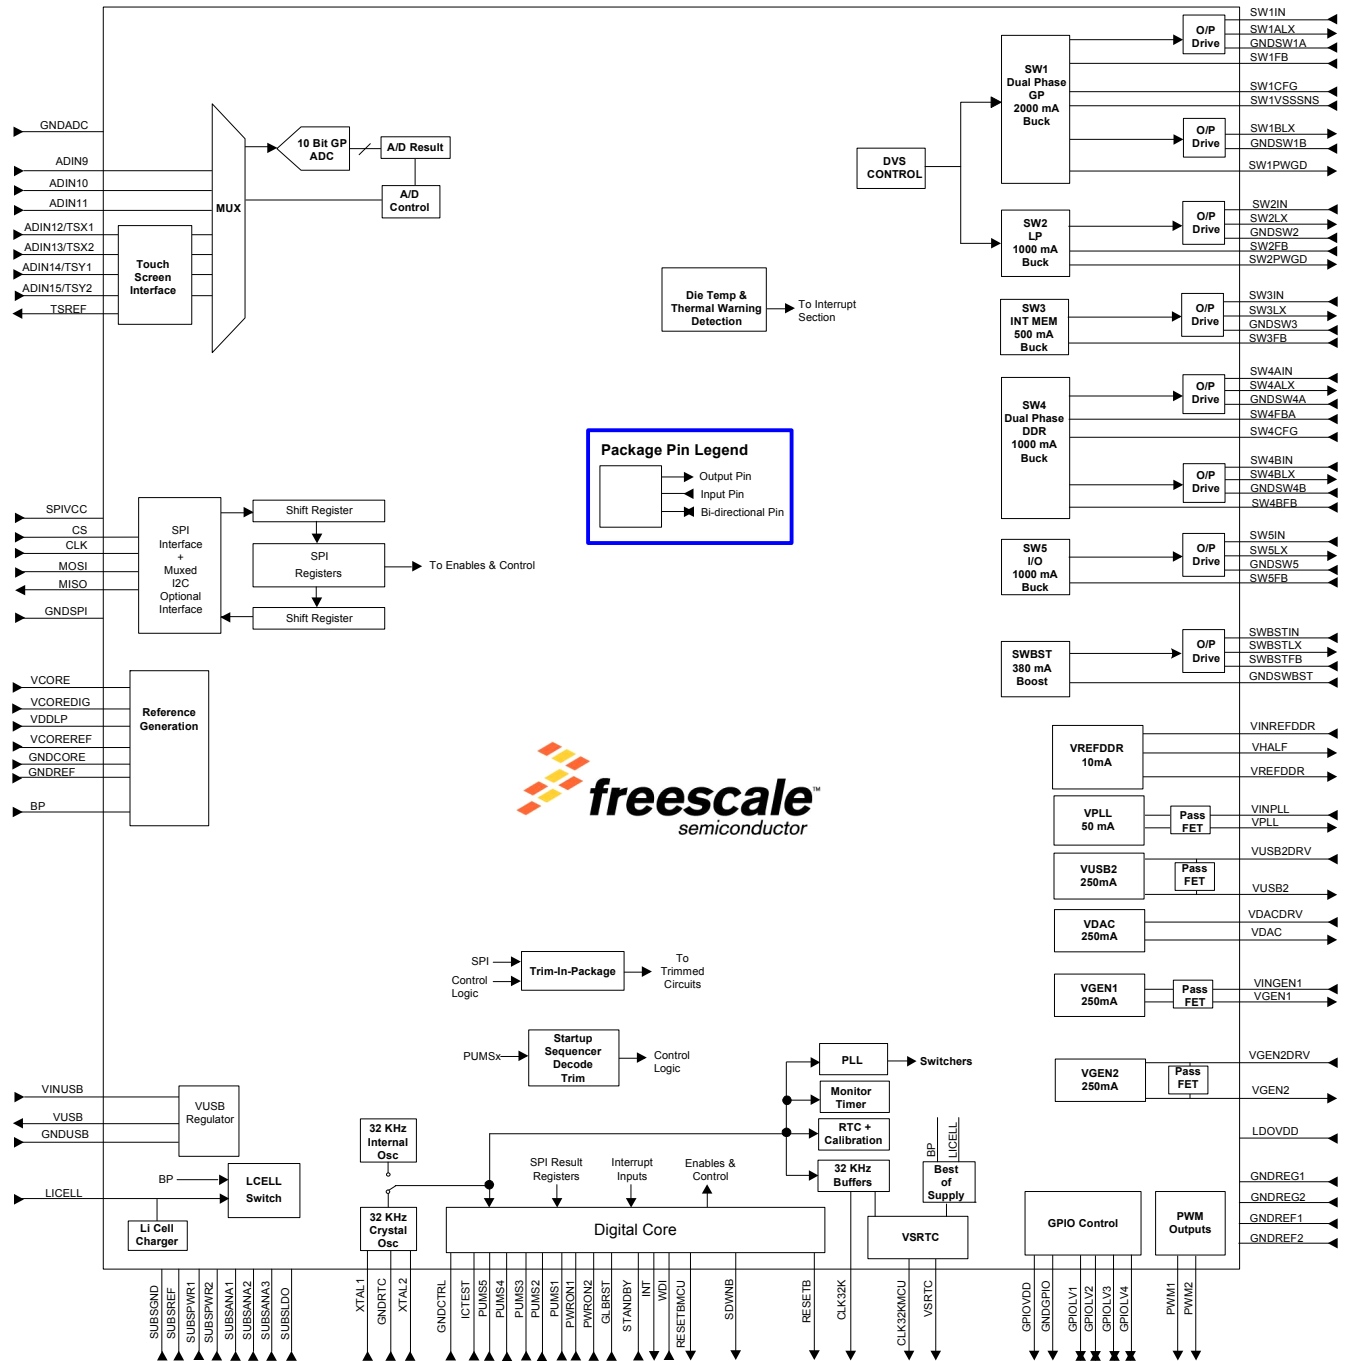 GNDADC
ADIN9
ADIN10
ADIN11
ADIN12/TSX1
ADIN13/TSX2
ADIN14/TSY1
ADIN15/TSY2
TSREF
Touch
Screen
Interface
MUX
10 Bit GP
ADC
A/D Result
A/D
Control
SPIVCC
CS
CLK
MOSI
MISO
GNDSPI
SPI
Interface
+
Muxed
I2C
Optional
Interface
Shift Register
SPI
Registers
Shift Register
To Enables & Control
VCORE
VCOREDIG
VDDLP
VCOREREF
GNDCORE
GNDREF
BP
Reference
Generation
Die Temp &
Thermal Warning
Detection
To Interrupt
Section
Package Pin Legend
Output Pin
Input Pin
Bi-directional Pin
freescale™
semiconductor
DVS
CONTROL
SW1
Dual Phase
GP
2000 mA
Buck
O/P
Drive
SW1IN
SW1ALX
GNDSW1A
SW1FB
SW1CFG
SW1VSSSNS
O/P
Drive
SW1BLX
GNDSW1B
SW1PWGD
SW2
LP
1000 mA
Buck
O/P
Drive
SW2IN
SW2LX
GNDSW2
SW2FB
SW2PWGD
SW3
INT MEM
500 mA
Buck
O/P
Drive
SW3IN
SW3LX
GNDSW3
SW3FB
SW4
Dual Phase
DDR
1000 mA
Buck
O/P
Drive
SW4AIN
SW4ALX
GNDSW4A
SW4FBA
SW4CFG
O/P
Drive
SW4BIN
SW4BLX
GNDSW4B
SW4BFB
SW5
I/O
1000 mA
Buck
O/P
Drive
SW5IN
SW5LX
GNDSW5
SW5FB
SWBST
380 mA
Boost
O/P
Drive
SWBSTIN
SWBSTLX
SWBSTFB
GNDSWBST
VREFDDR
10mA
VINREFDDR
VHALF
VREFDDR
VPLL
50 mA
Pass
FET
VINPLL
VPLL
VUSB2
250mA
Pass
FET
VUSB2DRV
VUSB2
VDAC
250mA
VDACDRV
VDAC
VGEN1
250mA
Pass
FET
VINGEN1
VGEN1
VGEN2
250mA
Pass
FET
VGEN2DRV
VGEN2
LDOVDD
GNDREG1
GNDREG2
GNDREF1
GNDREF2
SPI
Control
Logic
Trim-In-Package
To
Trimmed
Circuits
PUMSx
Startup
Sequencer
Decode
Trim
Control
Logic
VINUSB
VUSB
GNDUSB
VUSB
Regulator
LICELL
BP
LCELL
Switch
Li Cell
Charger
32 KHz
Internal
Osc
32 KHz
Crystal
Osc
SPI Result
Registers
Interrupt
Inputs
Enables &
Control
Digital Core
PLL
Switchers
Monitor
Timer
RTC +
Calibration
32 KHz
Buffers
BP
LICELL
Best
of
Supply
VSRTC
GPIO Control
PWM
Outputs
SUBSGND
SUBSREF
SUBSPWR1
SUBSPWR2
SUBSANA1
SUBSANA2
SUBSANA3
SUBSLDO
XTAL1
GNDRTC
XTAL2
GNDCTRL
ICTEST
PUMS5
PUMS4
PUMS3
PUMS2
PUMS1
PWRON1
PWRON2
GLBRST
STANDBY
INT
WDI
RESETBMCU
SDWNB
RESETB
CLK32K
CLK32KMCU
VSRTC
GPIOVDD
GNDGPIO
GPIOLV1
GPIOLV2
GPIOLV3
GPIOLV4
PWM1
PWM2